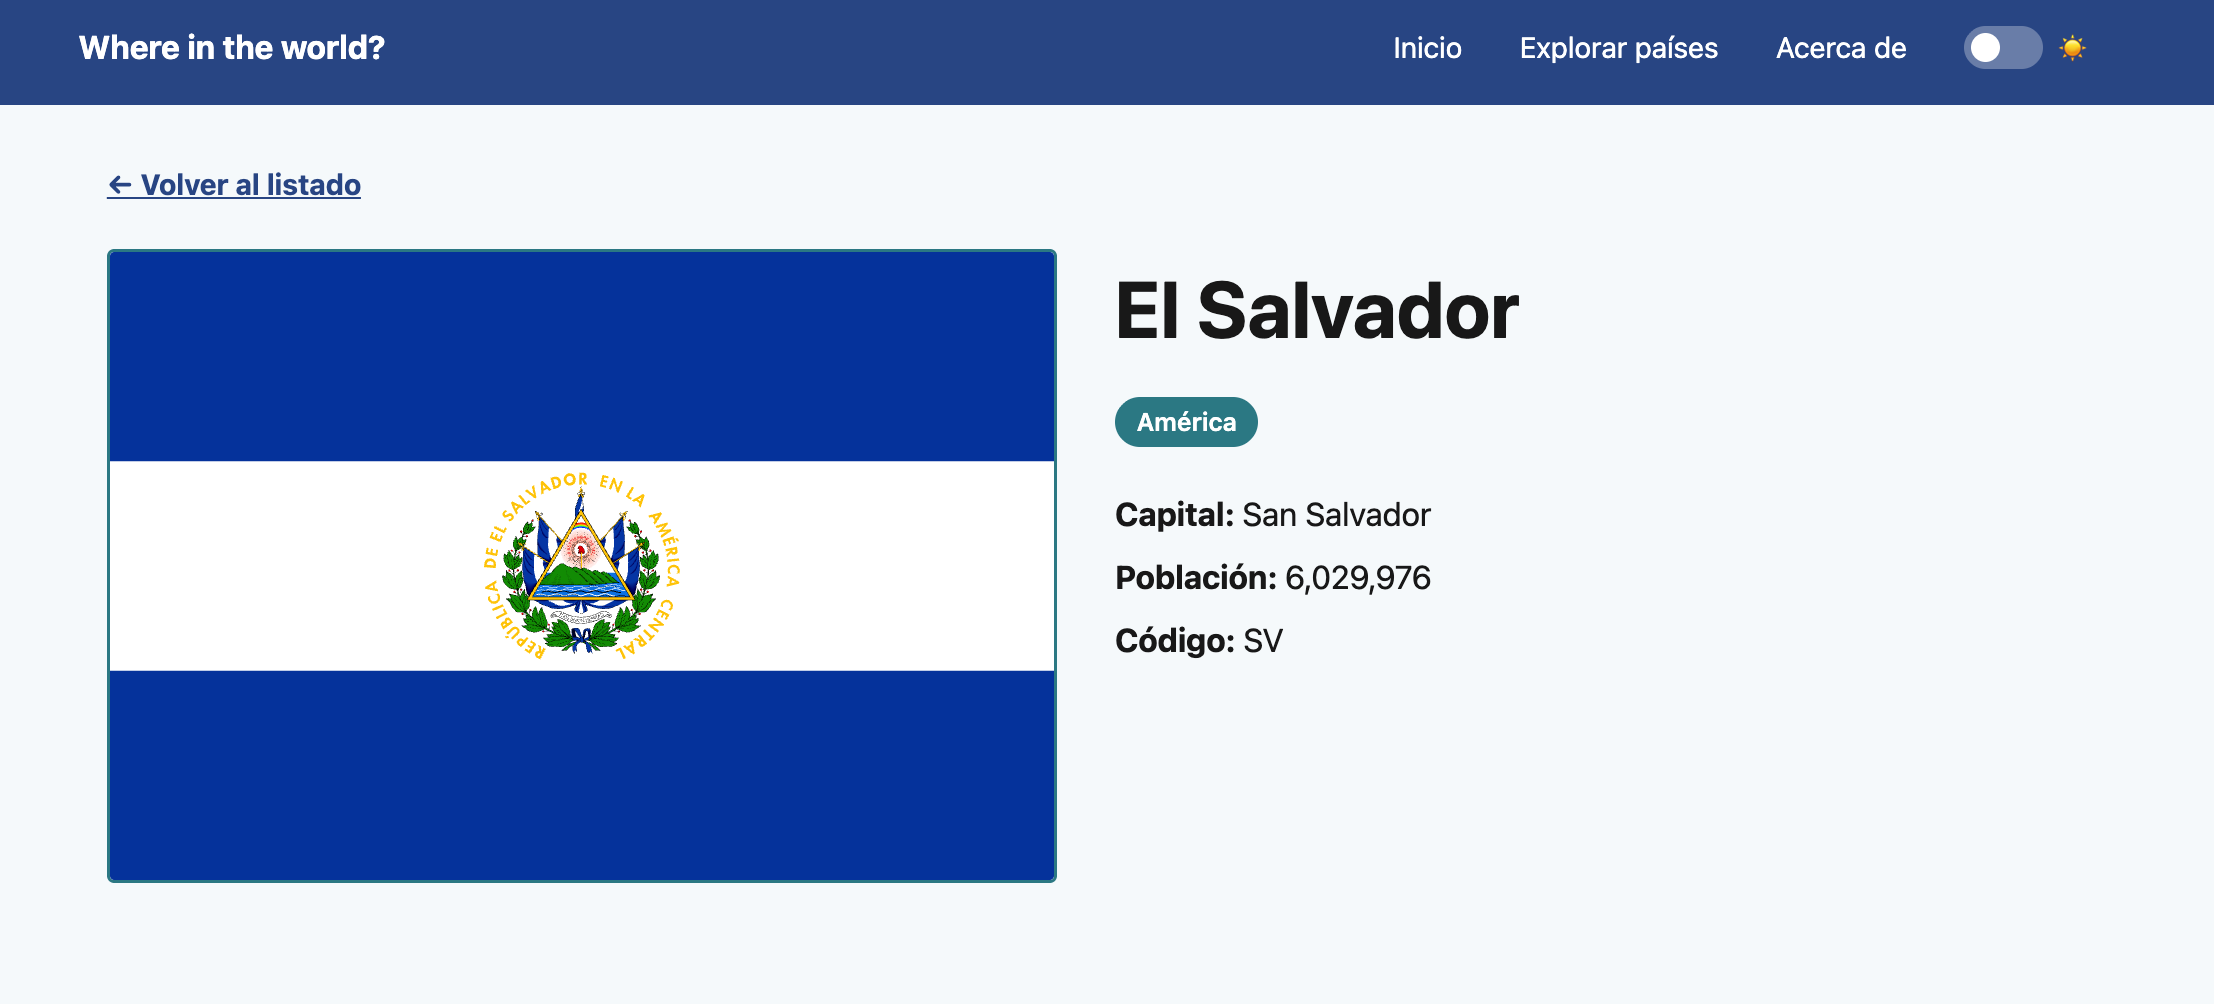 Where in the world?
Inicio
Explorar países
Acerca de
← Volver al listado
REPÚBLICA DE EL SALVADOR EN LA AMÉRICA CENTRAL
El Salvador
América
Capital: San Salvador
Población: 6,029,976
Código: SV